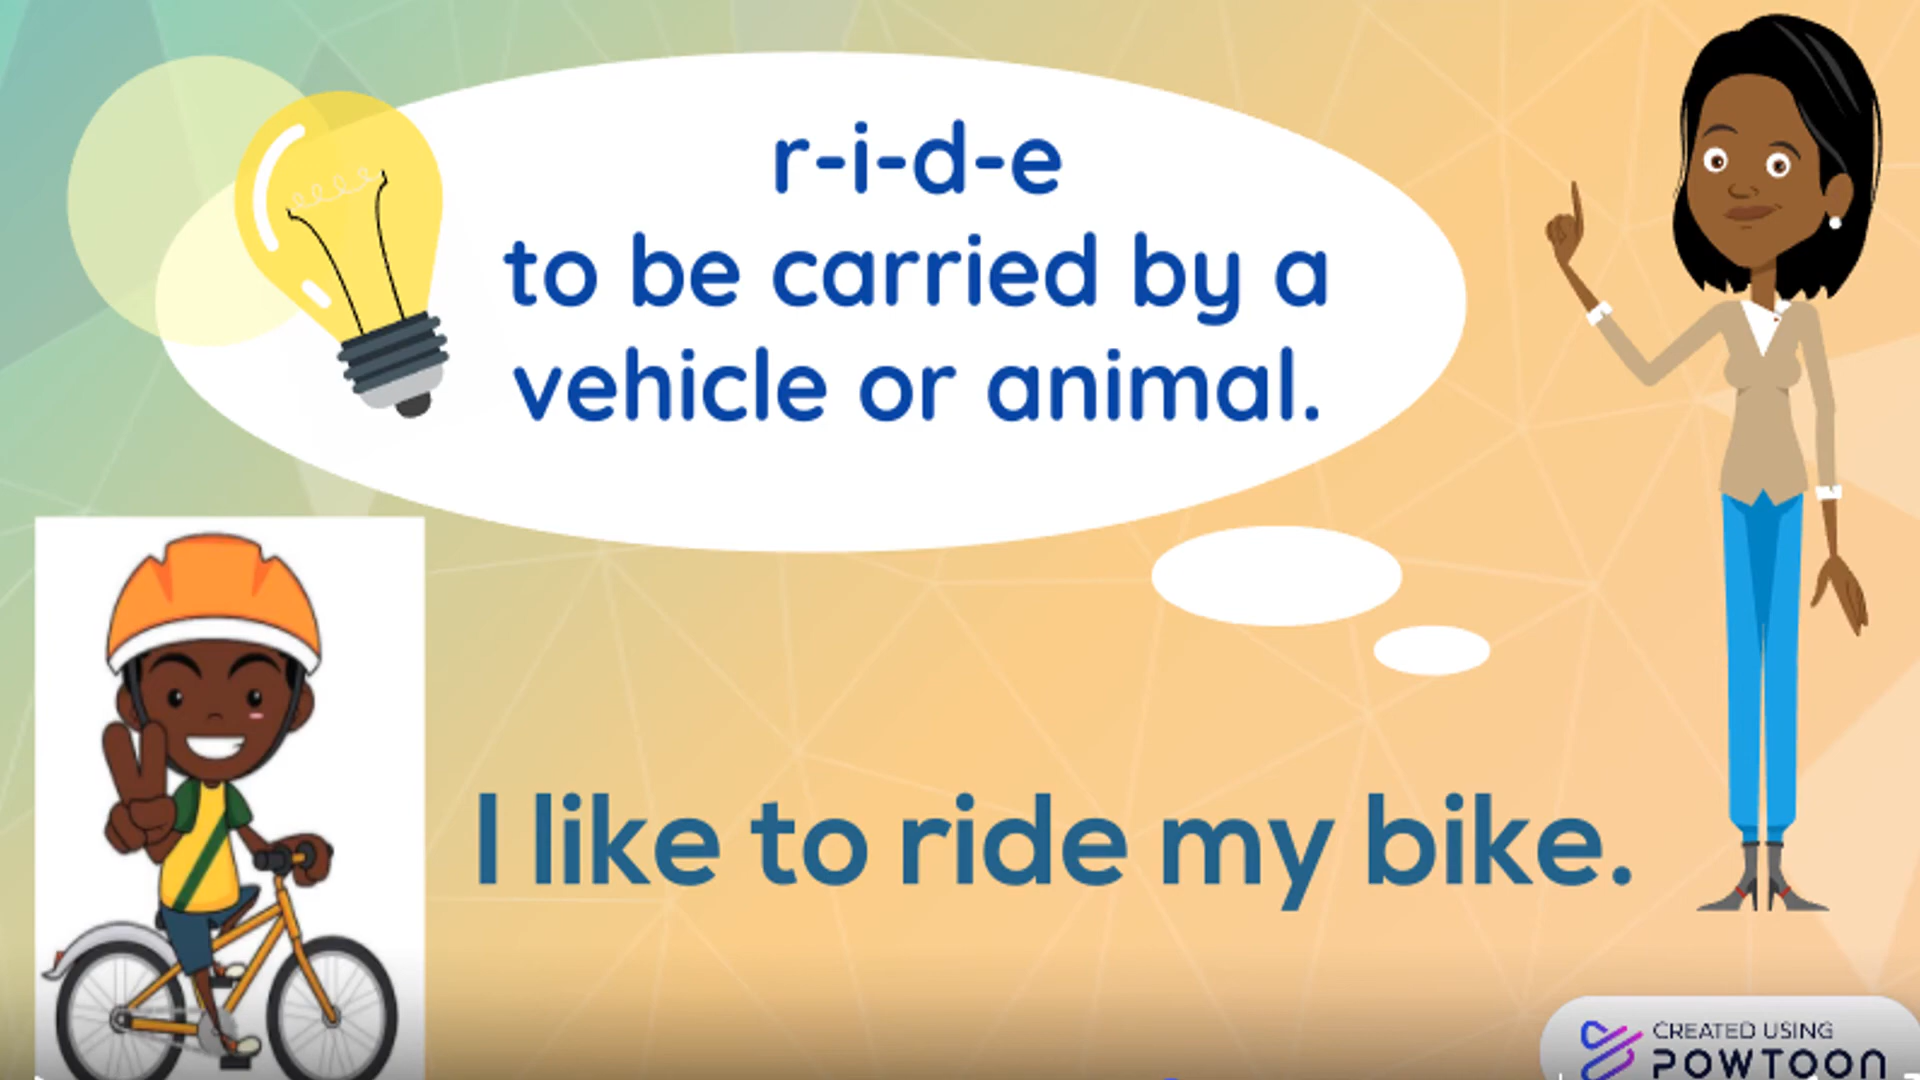 r-i-d-e
to be carried by a
vehicle or animal.
I like to ride my bike.
CREATED USING
POWTOON